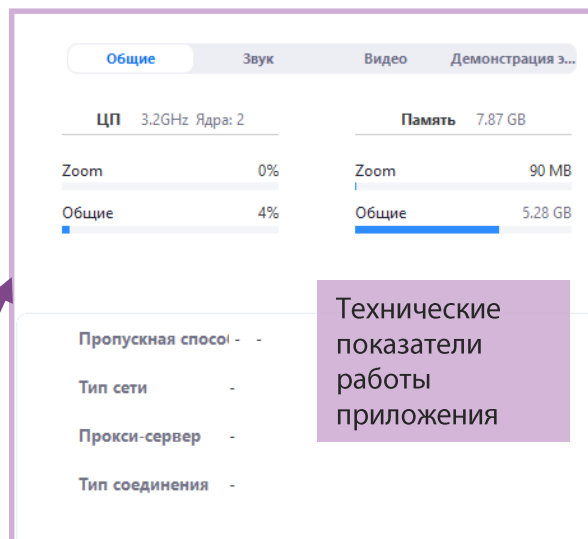 Общие Звук Видео Демонстрация э...
ЦП 3.2GHz Ядра: 2 Память 7.87 GB
Zoom 0% Zoom 90 MB
Общие 4% Общие 5.28 GB
Пропускная спосо - -
Тип сети -
Прокси-сервер -
Тип соединения -
Технические
показатели
работы
приложения